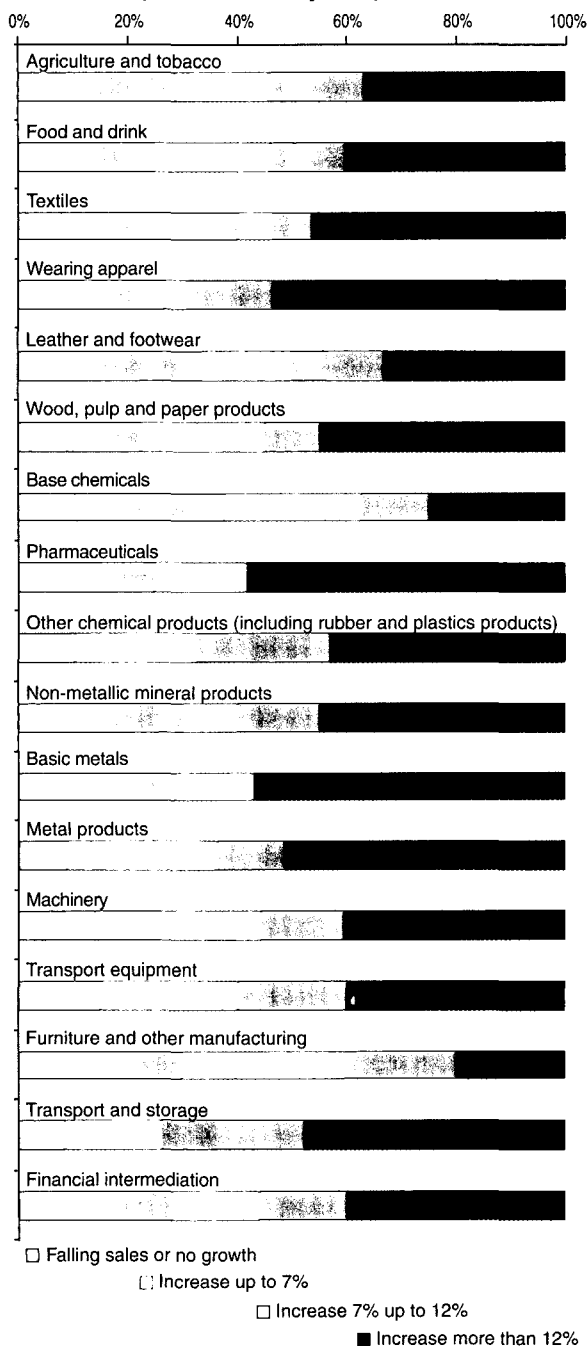 0% 20% 40% 60% 80% 100%
Agriculture and tobacco
Food and drink
Textiles
Wearing apparel
Leather and footwear
Wood, pulp and paper products
Base chemicals
Pharmaceuticals
Other chemical products (including rubber and plastics products)
Non-metallic mineral products
Basic metals
Metal products
Machinery
Transport equipment
Furniture and other manufacturing
Transport and storage
Financial intermediation
Falling sales or no growth
Increase up to 7%
Increase 7% up to 12%
Increase more than 12%